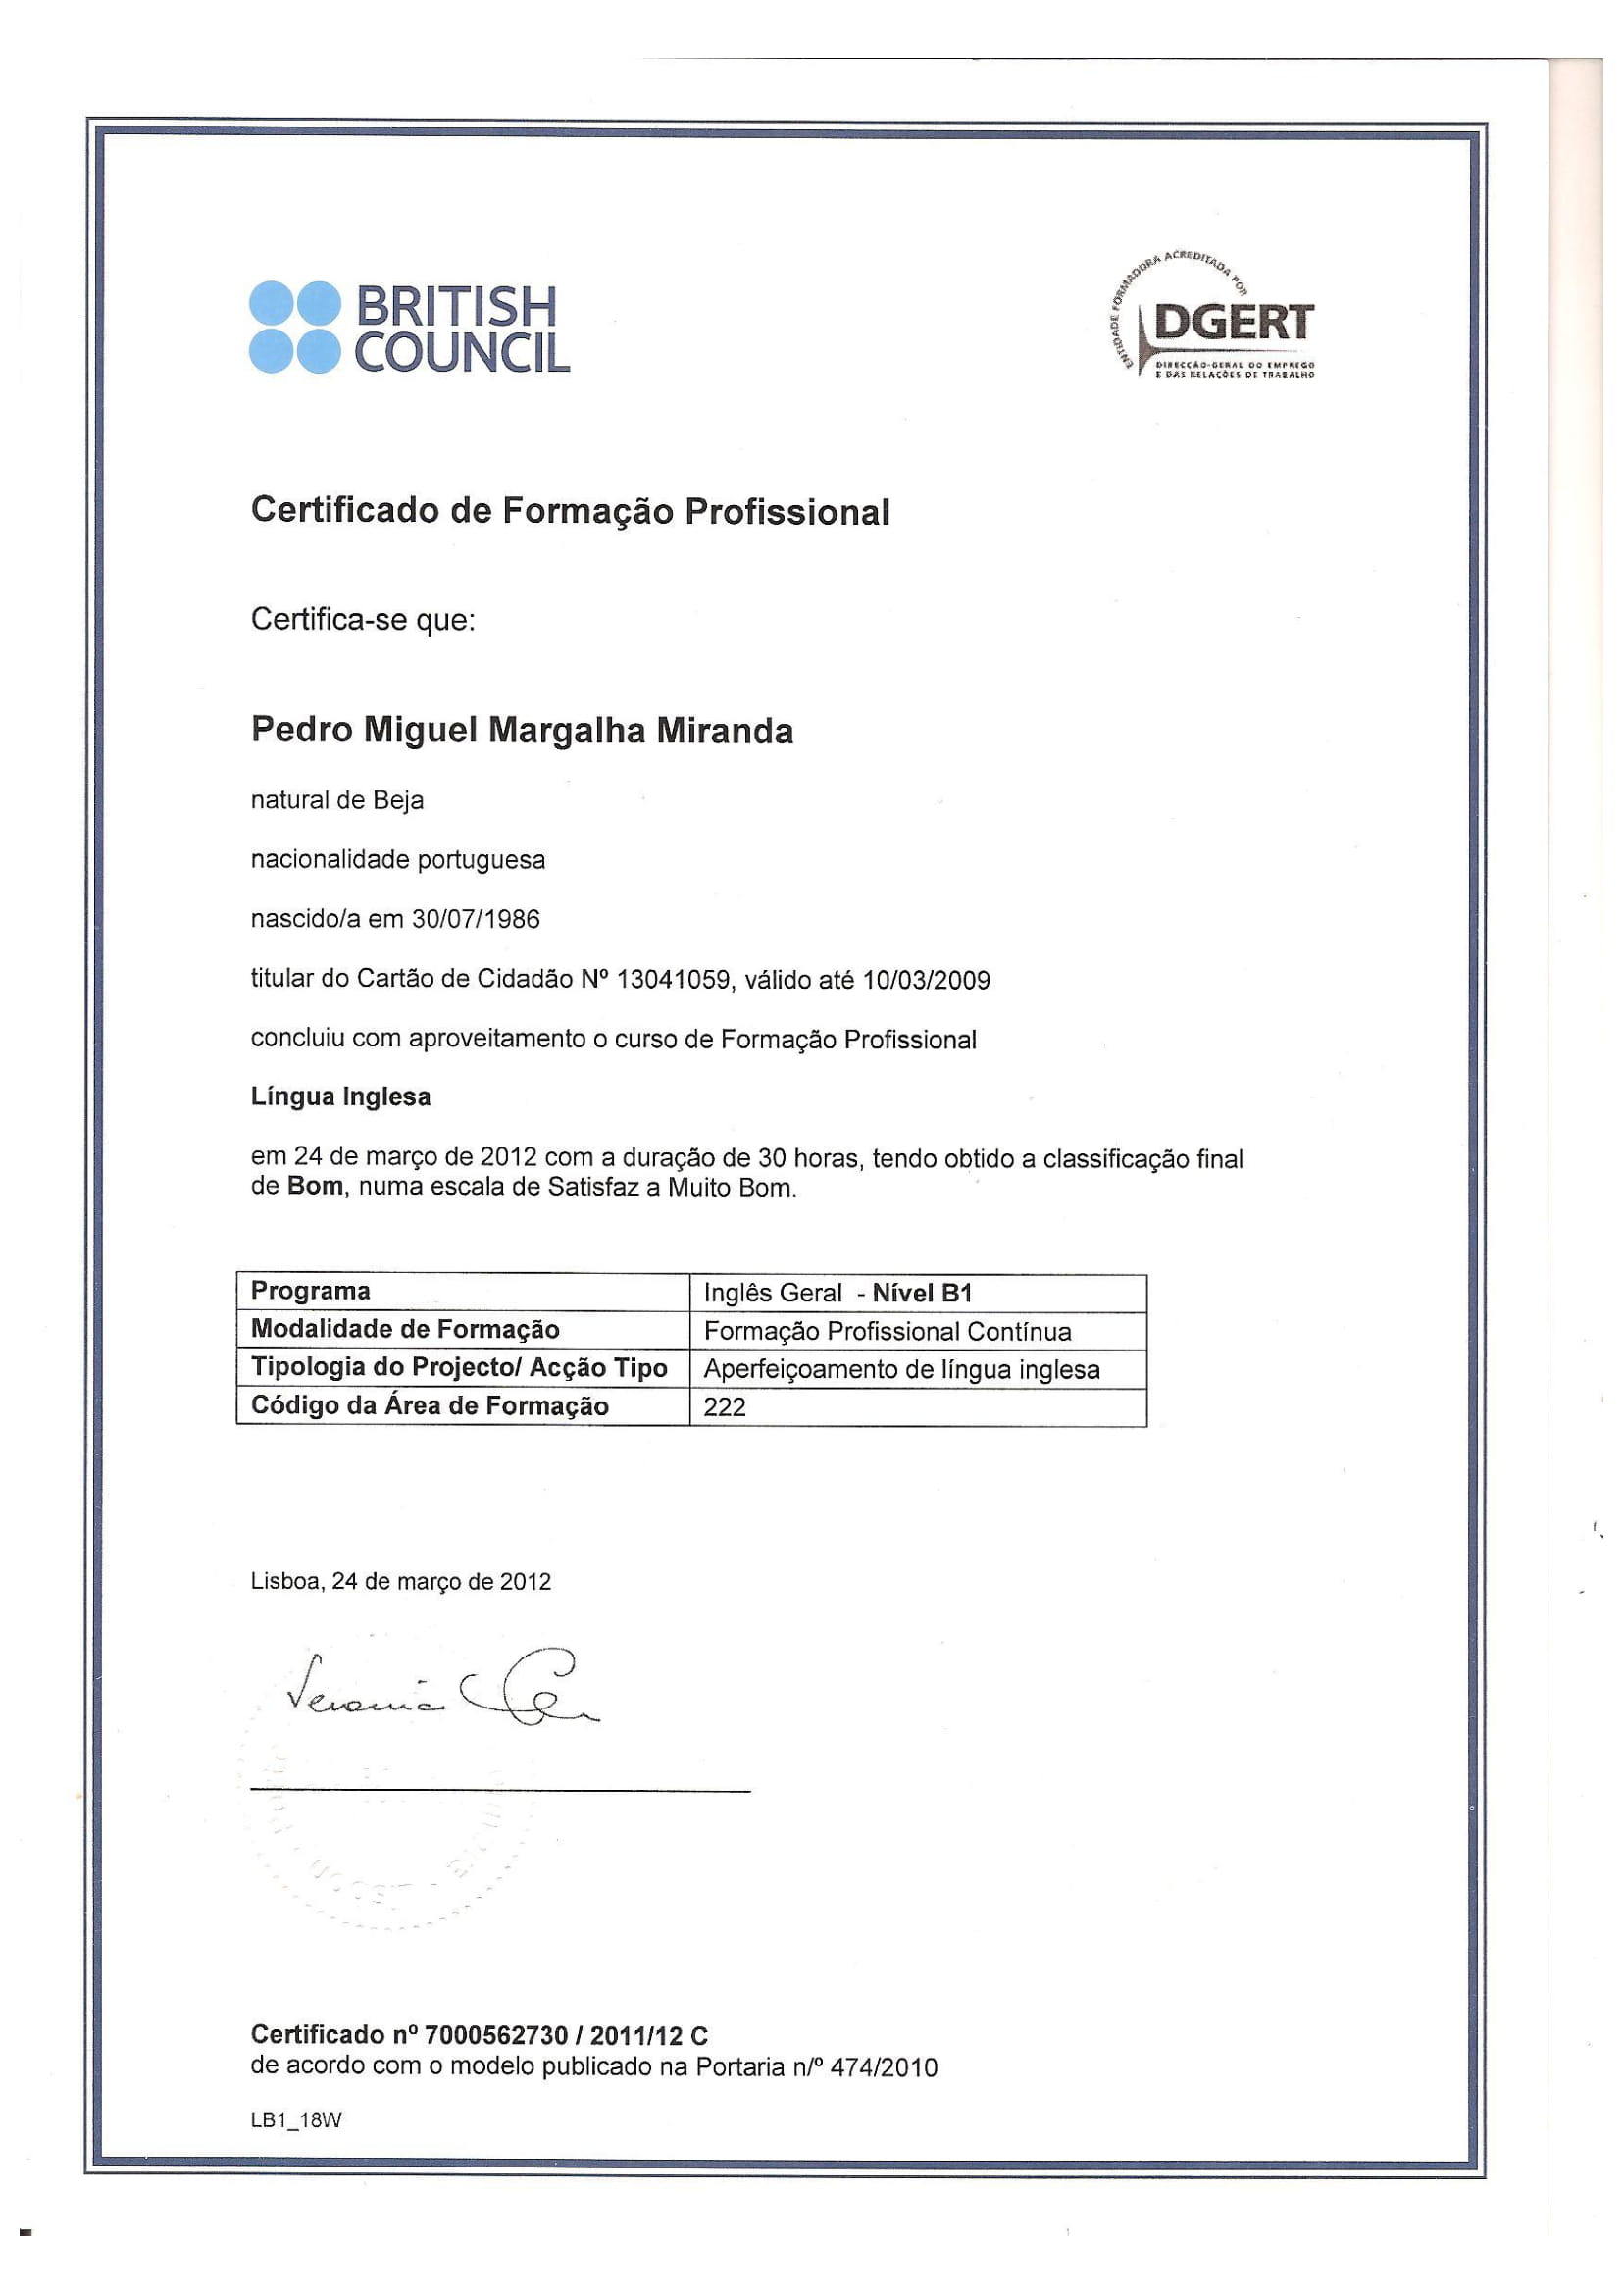 BRITISH
COUNCIL
ENTIDADE FORMADORA ACREDITADA POR
DGERT
DIRECÇÃO-GERAL DO EMPREGO
E DAS RELAÇÕES DE TRABALHO
Certificado de Formação Profissional
Certifica-se que:
Pedro Miguel Margalha Miranda
natural de Beja
nacionalidade portuguesa
nascido/a em 30/07/1986
titular do Cartão de Cidadão Nº 13041059, válido até 10/03/2009
concluiu com aproveitamento o curso de Formação Profissional
Língua Inglesa
em 24 de março de 2012 com a duração de 30 horas, tendo obtido a classificação final
de Bom, numa escala de Satisfaz a Muito Bom.
Programa Inglês Geral - Nível B1
Modalidade de Formação Formação Profissional Contínua
Tipologia do Projecto/ Acção Tipo Aperfeiçoamento de língua inglesa
Código da Área de Formação 222
Lisboa, 24 de março de 2012
Certificado nº 7000562730 / 2011/12 C
de acordo com o modelo publicado na Portaria n/º 474/2010
LB1_18W